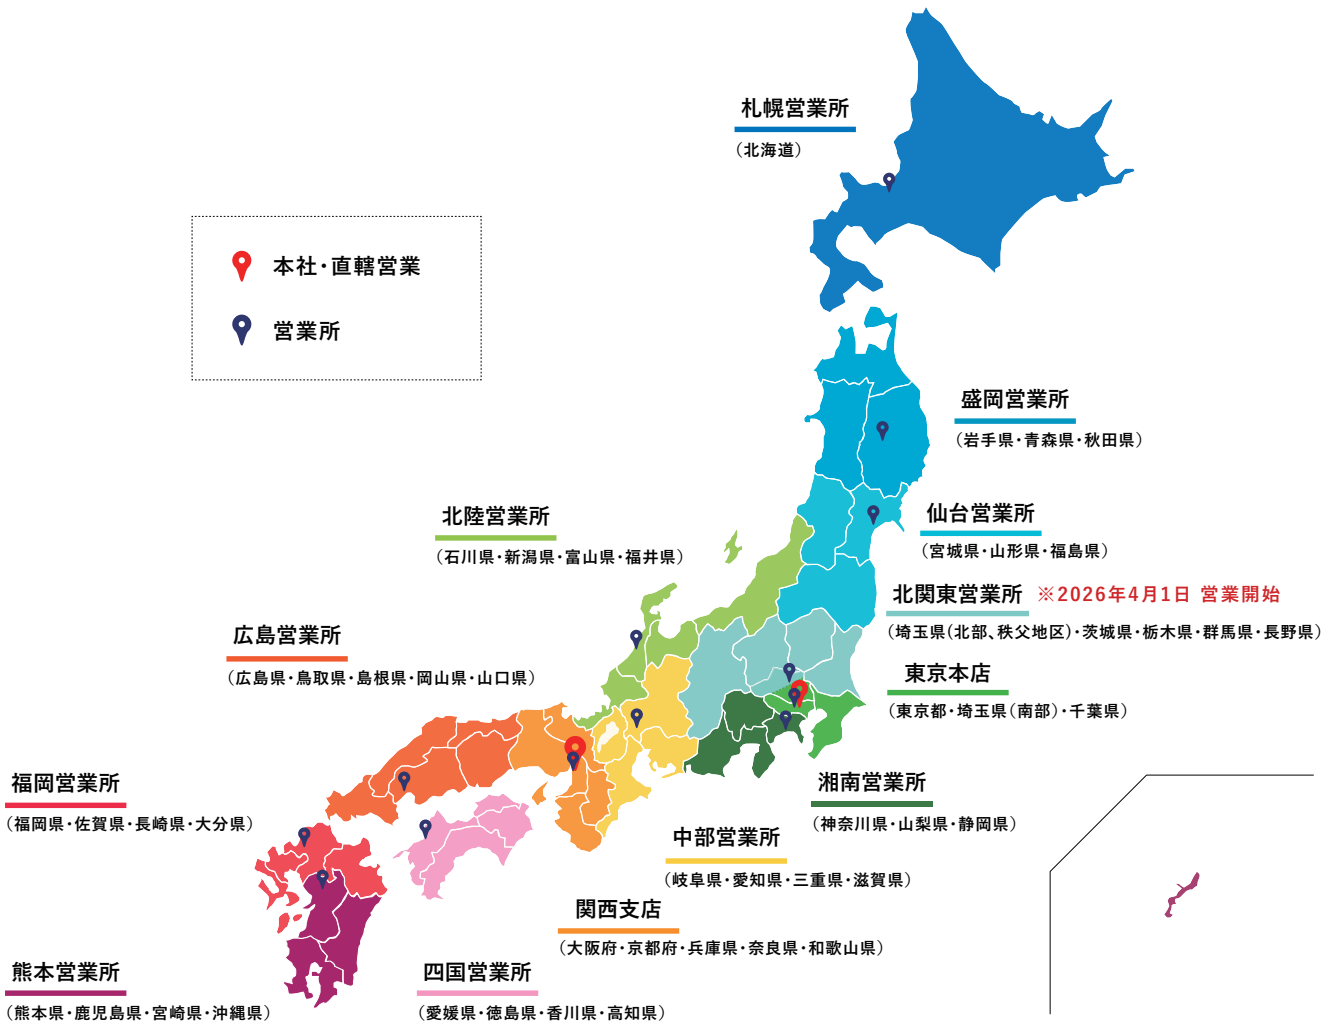 札幌営業所
（北海道）
本社・直轄営業
営業所
盛岡営業所
（岩手県・青森県・秋田県）
仙台営業所
（宮城県・山形県・福島県）
北陸営業所
（石川県・新潟県・富山県・福井県）
北関東営業所 ※2026年4月1日 営業開始
（埼玉県（北部、秩父地区）・茨城県・栃木県・群馬県・長野県）
広島営業所
（広島県・鳥取県・島根県・岡山県・山口県）
東京本店
（東京都・埼玉県（南部）・千葉県）
福岡営業所
（福岡県・佐賀県・長崎県・大分県）
湘南営業所
（神奈川県・山梨県・静岡県）
中部営業所
（岐阜県・愛知県・三重県・滋賀県）
関西支店
（大阪府・京都府・兵庫県・奈良県・和歌山県）
熊本営業所
（熊本県・鹿児島県・宮崎県・沖縄県）
四国営業所
（愛媛県・徳島県・香川県・高知県）